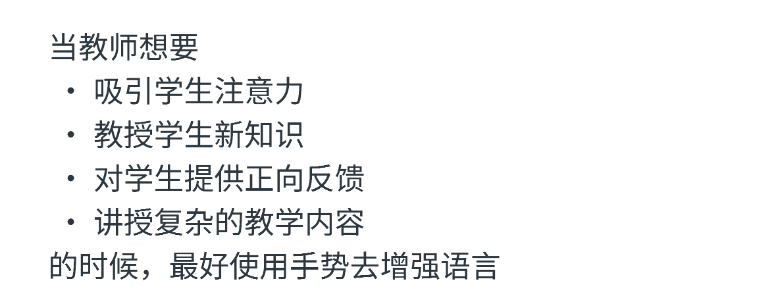 当教师想要
• 吸引学生注意力
• 教授学生新知识
• 对学生提供正向反馈
• 讲授复杂的教学内容
的时候，最好使用手势去增强语言